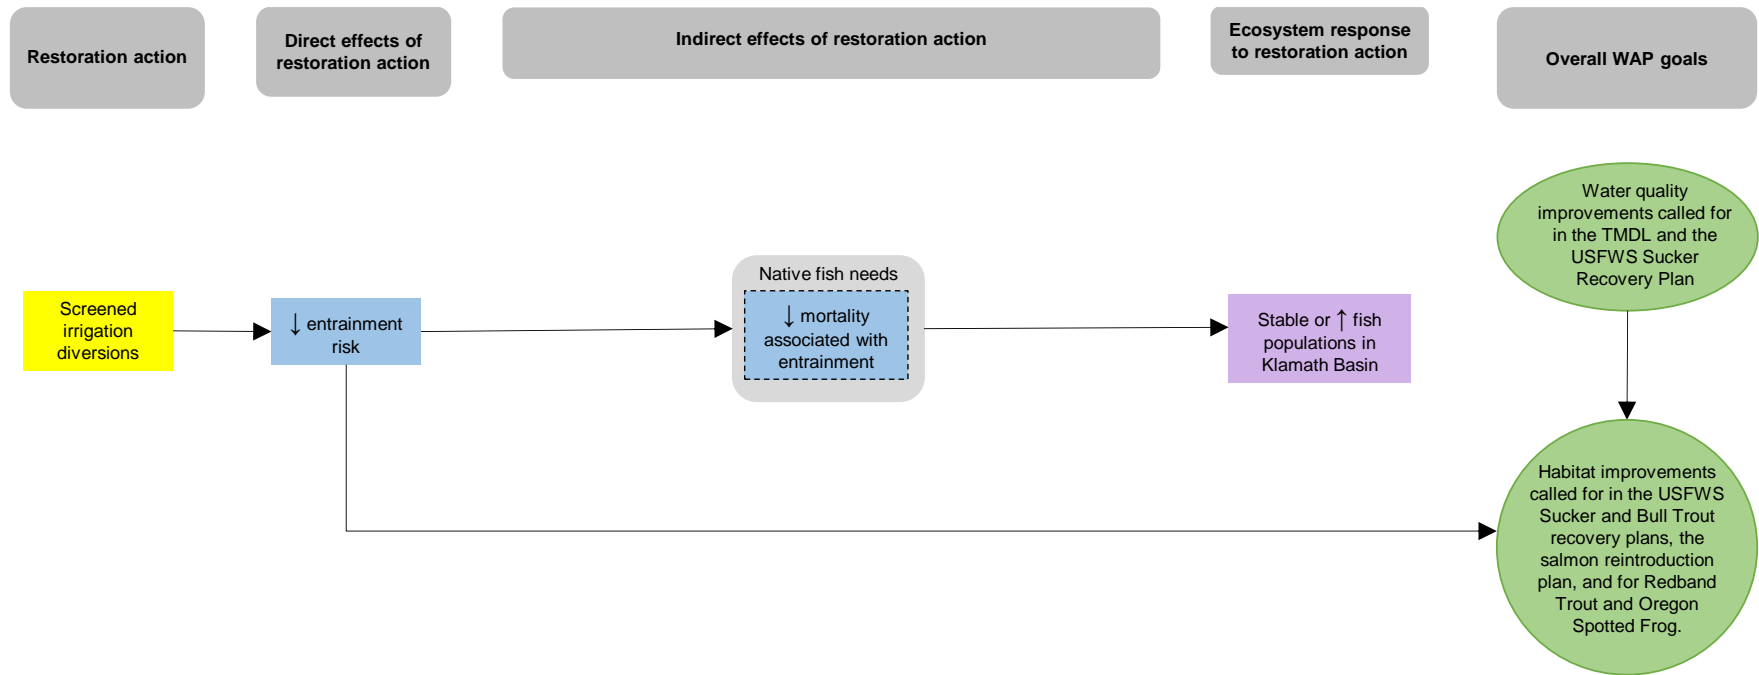 Restoration action
Direct effects of
restoration action
Indirect effects of restoration action
Ecosystem response
to restoration action
Overall WAP goals
Screened
irrigation
diversions
↓ entrainment
risk
Native fish needs
↓ mortality
associated with
entrainment
Stable or ↑ fish
populations in
Klamath Basin
Water quality
improvements called for
in the TMDL and the
USFWS Sucker
Recovery Plan
Habitat improvements
called for in the USFWS
Sucker and Bull Trout
recovery plans, the
salmon reintroduction
plan, and for Redband
Trout and Oregon
Spotted Frog.